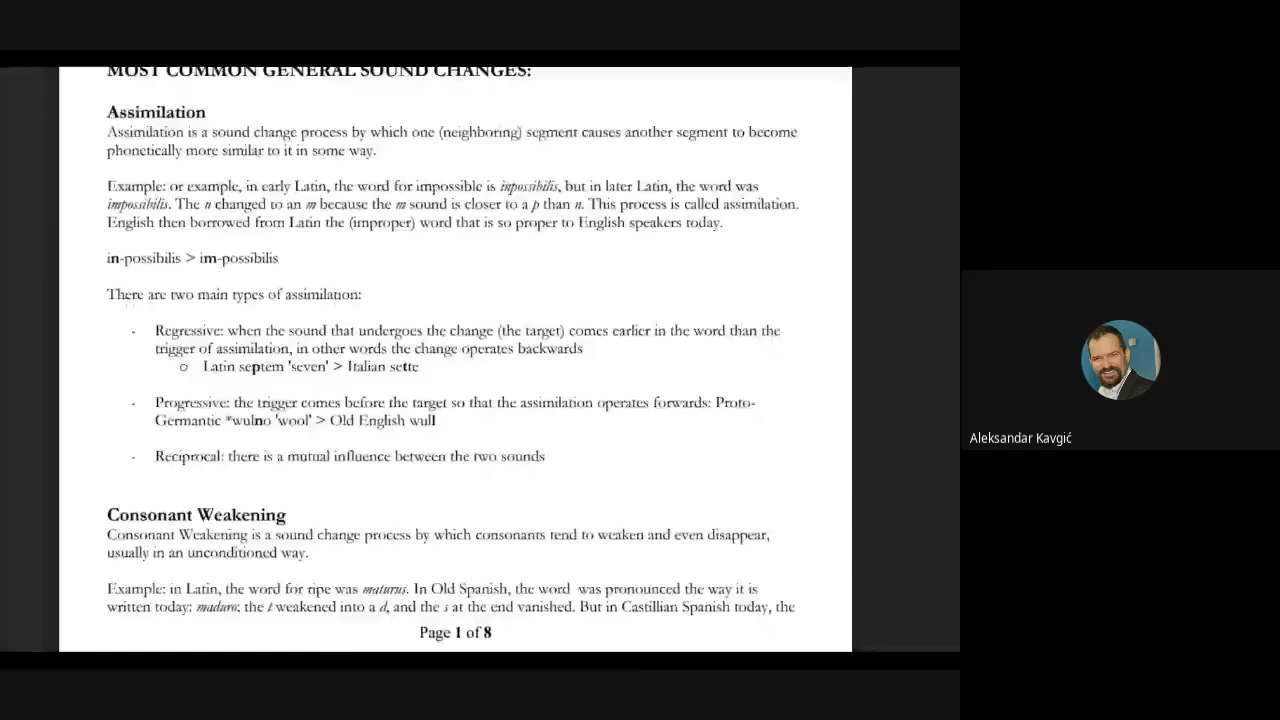 MOST COMMON GENERAL SOUND CHANGES:
Assimilation
Assimilation is a sound change process by which one (neighboring) segment causes another segment to become
phonetically more similar to it in some way.
Example: or example, in early Latin, the word for impossible is inpossibilis, but in later Latin, the word was
impossibilis. The n changed to an m because the m sound is closer to a p than n. This process is called assimilation.
English then borrowed from Latin the (improper) word that is so proper to English speakers today.
in-possibilis > im-possibilis
There are two main types of assimilation:
- Regressive: when the sound that undergoes the change (the target) comes earlier in the word than the
trigger of assimilation, in other words the change operates backwards
o Latin septem 'seven' > Italian sette
- Progressive: the trigger comes before the target so that the assimilation operates forwards: Proto-
Germantic *wulno 'wool' > Old English wull
- Reciprocal: there is a mutual influence between the two sounds
Consonant Weakening
Consonant Weakening is a sound change process by which consonants tend to weaken and even disappear,
usually in an unconditioned way.
Example: in Latin, the word for ripe was maturus. In Old Spanish, the word was pronounced the way it is
written today: maduro; the t weakened into a d, and the s at the end vanished. But in Castillian Spanish today, the
Page 1 of 8
Aleksandar Kavgić